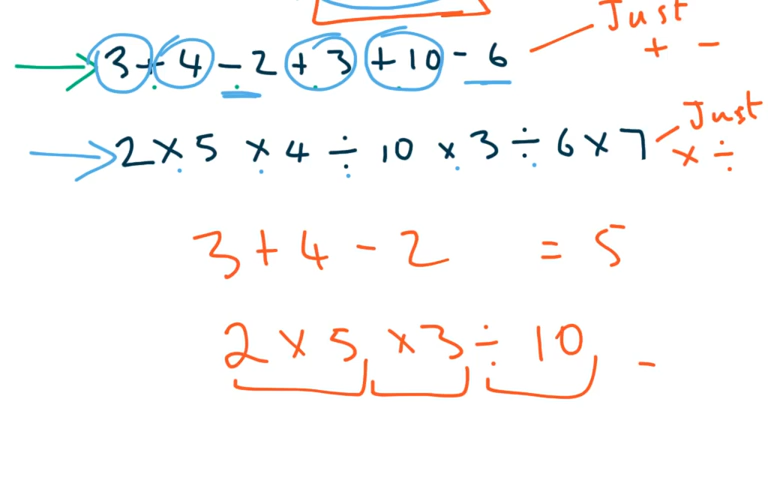 3 + 4 - 2 + 3 + 10 - 6
Just
+ -
2 × 5 × 4 ÷ 10 × 3 ÷ 6 × 7
Just
× ÷
3 + 4 - 2 = 5
2 × 5 × 3 ÷ 10 -